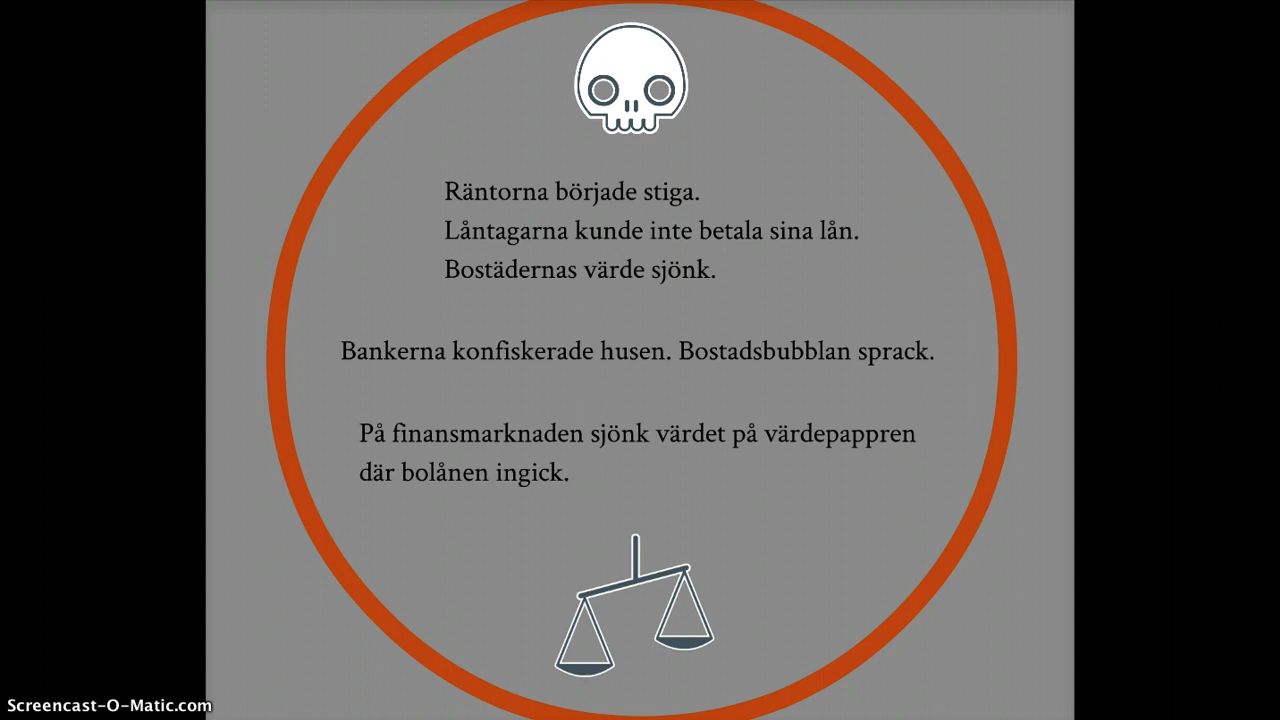 Räntorna började stiga.
Låntagarna kunde inte betala sina lån.
Bostädernas värde sjönk.
Bankerna konfiskerade husen. Bostadsbubblan sprack.
På finansmarknaden sjönk värdet på värdepappren
där bolånen ingick.
Screencast-O-Matic.com